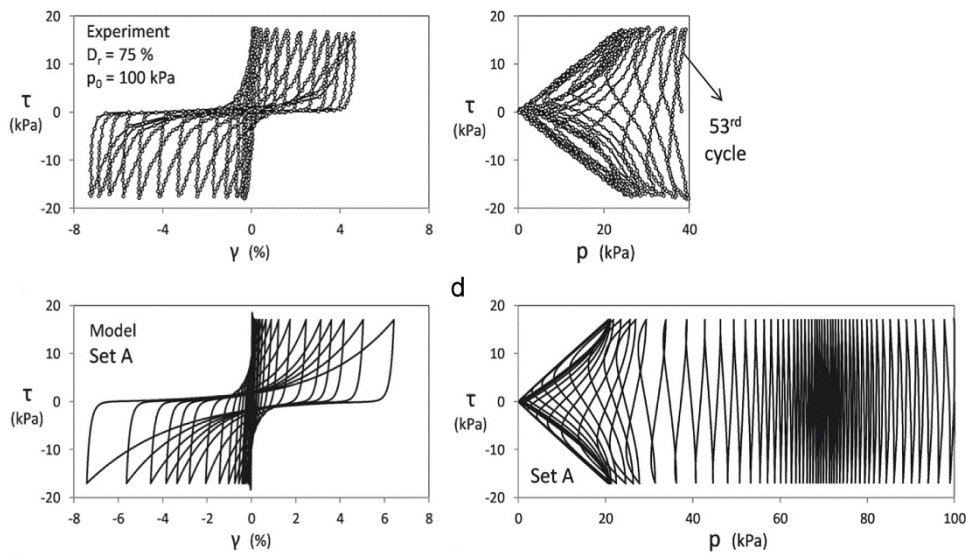 20
Experiment
Dr = 75 %
p0 = 100 kPa
10
τ
(kPa)
0
-10
-20
-8 -4 0 4 8
γ (%)
20
10
τ
(kPa)
0
-10
-20
0 20 40
p (kPa)
53rd
cycle
20
Model
Set A
10
τ
(kPa)
0
-10
-20
-8 -6 -4 -2 0 2 4 6 8
γ (%)
d
20
10
τ
(kPa)
0
-10
Set A
-20
0 20 40 60 80 100
p (kPa)